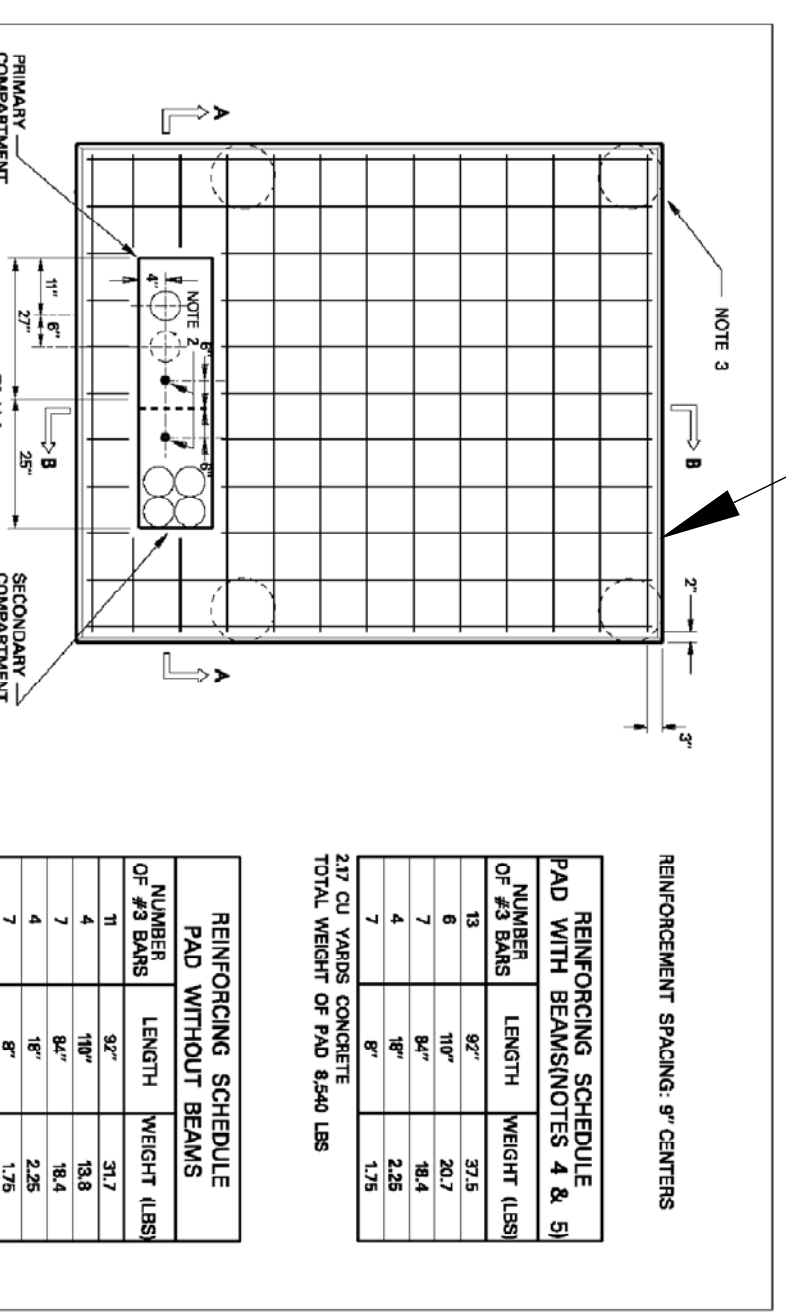 NOTE 3
B
2"
3"
A
A
6"
6"
NOTE 2
4"
11"
6"
B
27"
25"
PRIMARY
COMPARTMENT
SECONDARY
COMPARTMENT
REINFORCEMENT SPACING: 9" CENTERS
REINFORCING SCHEDULE
PAD WITH BEAMS(NOTES 4 & 5)
NUMBER OF #3 BARS LENGTH WEIGHT (LBS)
13 92" 37.5
6 110" 20.7
7 84" 18.4
4 18" 2.25
7 8" 1.75
2.17 CU YARDS CONCRETE
TOTAL WEIGHT OF PAD 8,540 LBS
REINFORCING SCHEDULE
PAD WITHOUT BEAMS
NUMBER OF #3 BARS LENGTH WEIGHT (LBS)
11 92" 31.7
4 110" 13.8
7 84" 18.4
4 18" 2.25
7 8" 1.75